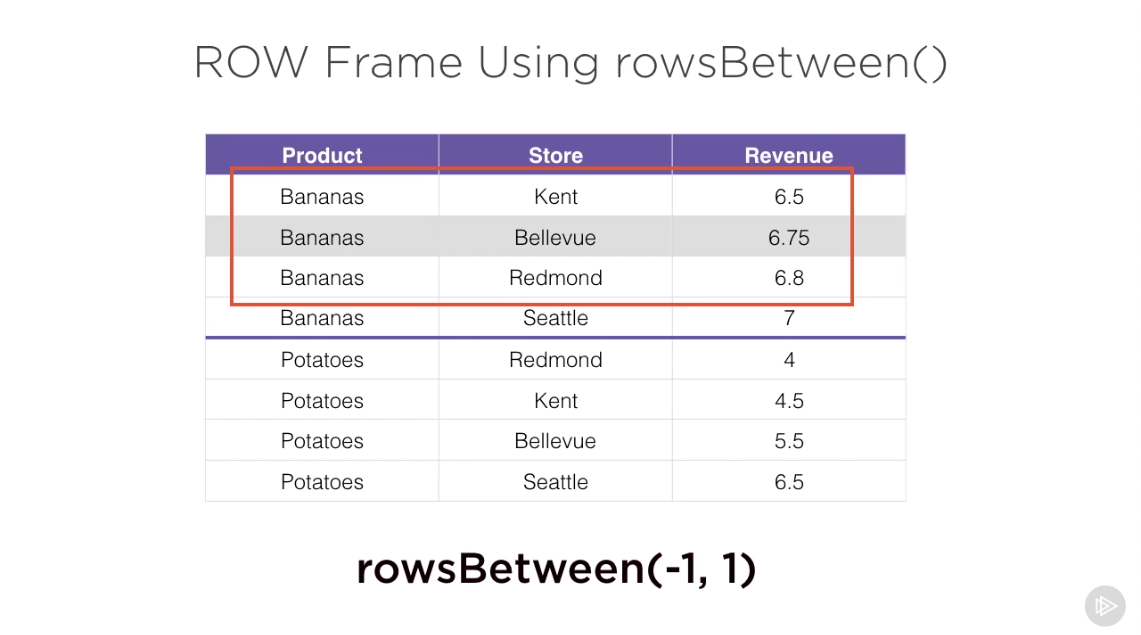 ROW Frame Using rowsBetween()
Product Store Revenue
Bananas Kent 6.5
Bananas Bellevue 6.75
Bananas Redmond 6.8
Bananas Seattle 7
Potatoes Redmond 4
Potatoes Kent 4.5
Potatoes Bellevue 5.5
Potatoes Seattle 6.5
rowsBetween(-1, 1)